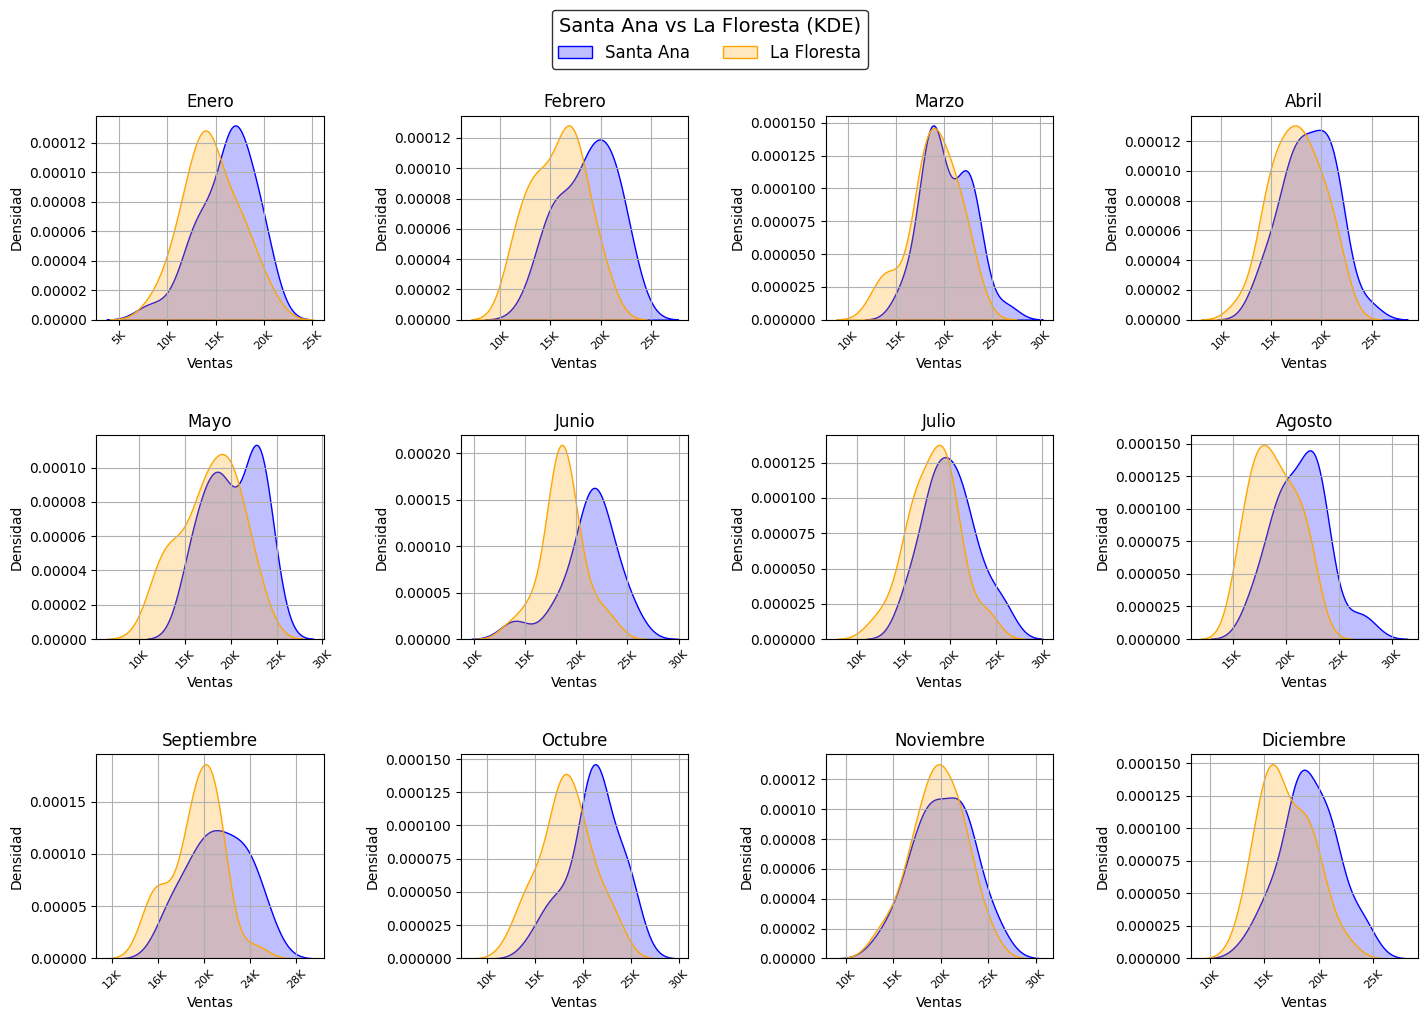 Santa Ana vs La Floresta (KDE)
Santa Ana La Floresta
Enero
Densidad
0.00012
0.00010
0.00008
0.00006
0.00004
0.00002
0.00000
5K 10K 15K 20K 25K
Ventas
Febrero
Densidad
0.00012
0.00010
0.00008
0.00006
0.00004
0.00002
0.00000
10K 15K 20K 25K
Ventas
Marzo
Densidad
0.000150
0.000125
0.000100
0.000075
0.000050
0.000025
0.000000
10K 15K 20K 25K 30K
Ventas
Abril
Densidad
0.00012
0.00010
0.00008
0.00006
0.00004
0.00002
0.00000
10K 15K 20K 25K
Ventas
Mayo
Densidad
0.00010
0.00008
0.00006
0.00004
0.00002
0.00000
10K 15K 20K 25K 30K
Ventas
Junio
Densidad
0.00020
0.00015
0.00010
0.00005
0.00000
10K 15K 20K 25K 30K
Ventas
Julio
Densidad
0.000125
0.000100
0.000075
0.000050
0.000025
0.000000
10K 15K 20K 25K 30K
Ventas
Agosto
Densidad
0.000150
0.000125
0.000100
0.000075
0.000050
0.000025
0.000000
15K 20K 25K 30K
Ventas
Septiembre
Densidad
0.00015
0.00010
0.00005
0.00000
12K 16K 20K 24K 28K
Ventas
Octubre
Densidad
0.000150
0.000125
0.000100
0.000075
0.000050
0.000025
0.000000
10K 15K 20K 25K 30K
Ventas
Noviembre
Densidad
0.00012
0.00010
0.00008
0.00006
0.00004
0.00002
0.00000
10K 15K 20K 25K 30K
Ventas
Diciembre
Densidad
0.000150
0.000125
0.000100
0.000075
0.000050
0.000025
0.000000
10K 15K 20K 25K
Ventas